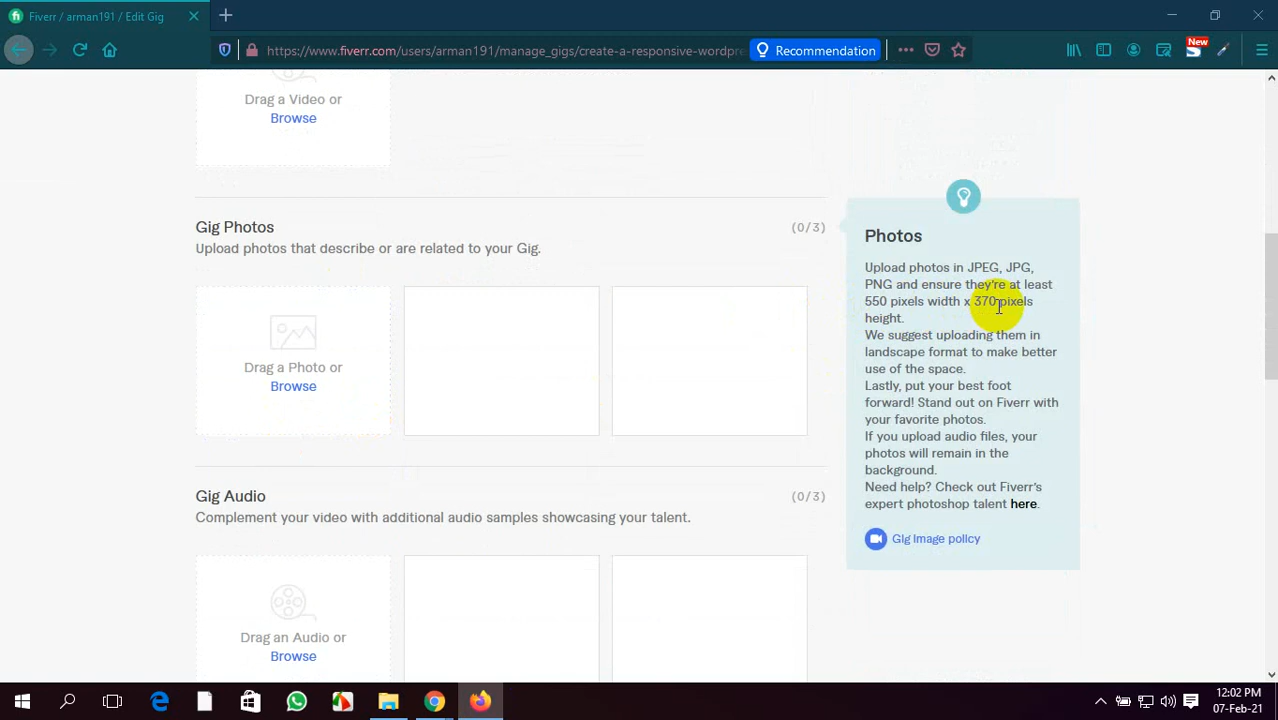 Fiverr / arman191 / Edit Gig
https://www.fiverr.com/users/arman191/manage_gigs/create-a-responsive-wordpre
Recommendation
New
Drag a Video or
Browse
Gig Photos
(0/3)
Upload photos that describe or are related to your Gig.
Drag a Photo or
Browse
Photos
Upload photos in JPEG, JPG,
PNG and ensure they're at least
550 pixels width x 370 pixels
height.
We suggest uploading them in
landscape format to make better
use of the space.
Lastly, put your best foot
forward! Stand out on Fiverr with
your favorite photos.
If you upload audio files, your
photos will remain in the
background.
Need help? Check out Fiverr's
expert photoshop talent here.
Gig Image policy
Gig Audio
(0/3)
Complement your video with additional audio samples showcasing your talent.
Drag an Audio or
Browse
12:02 PM
07-Feb-21